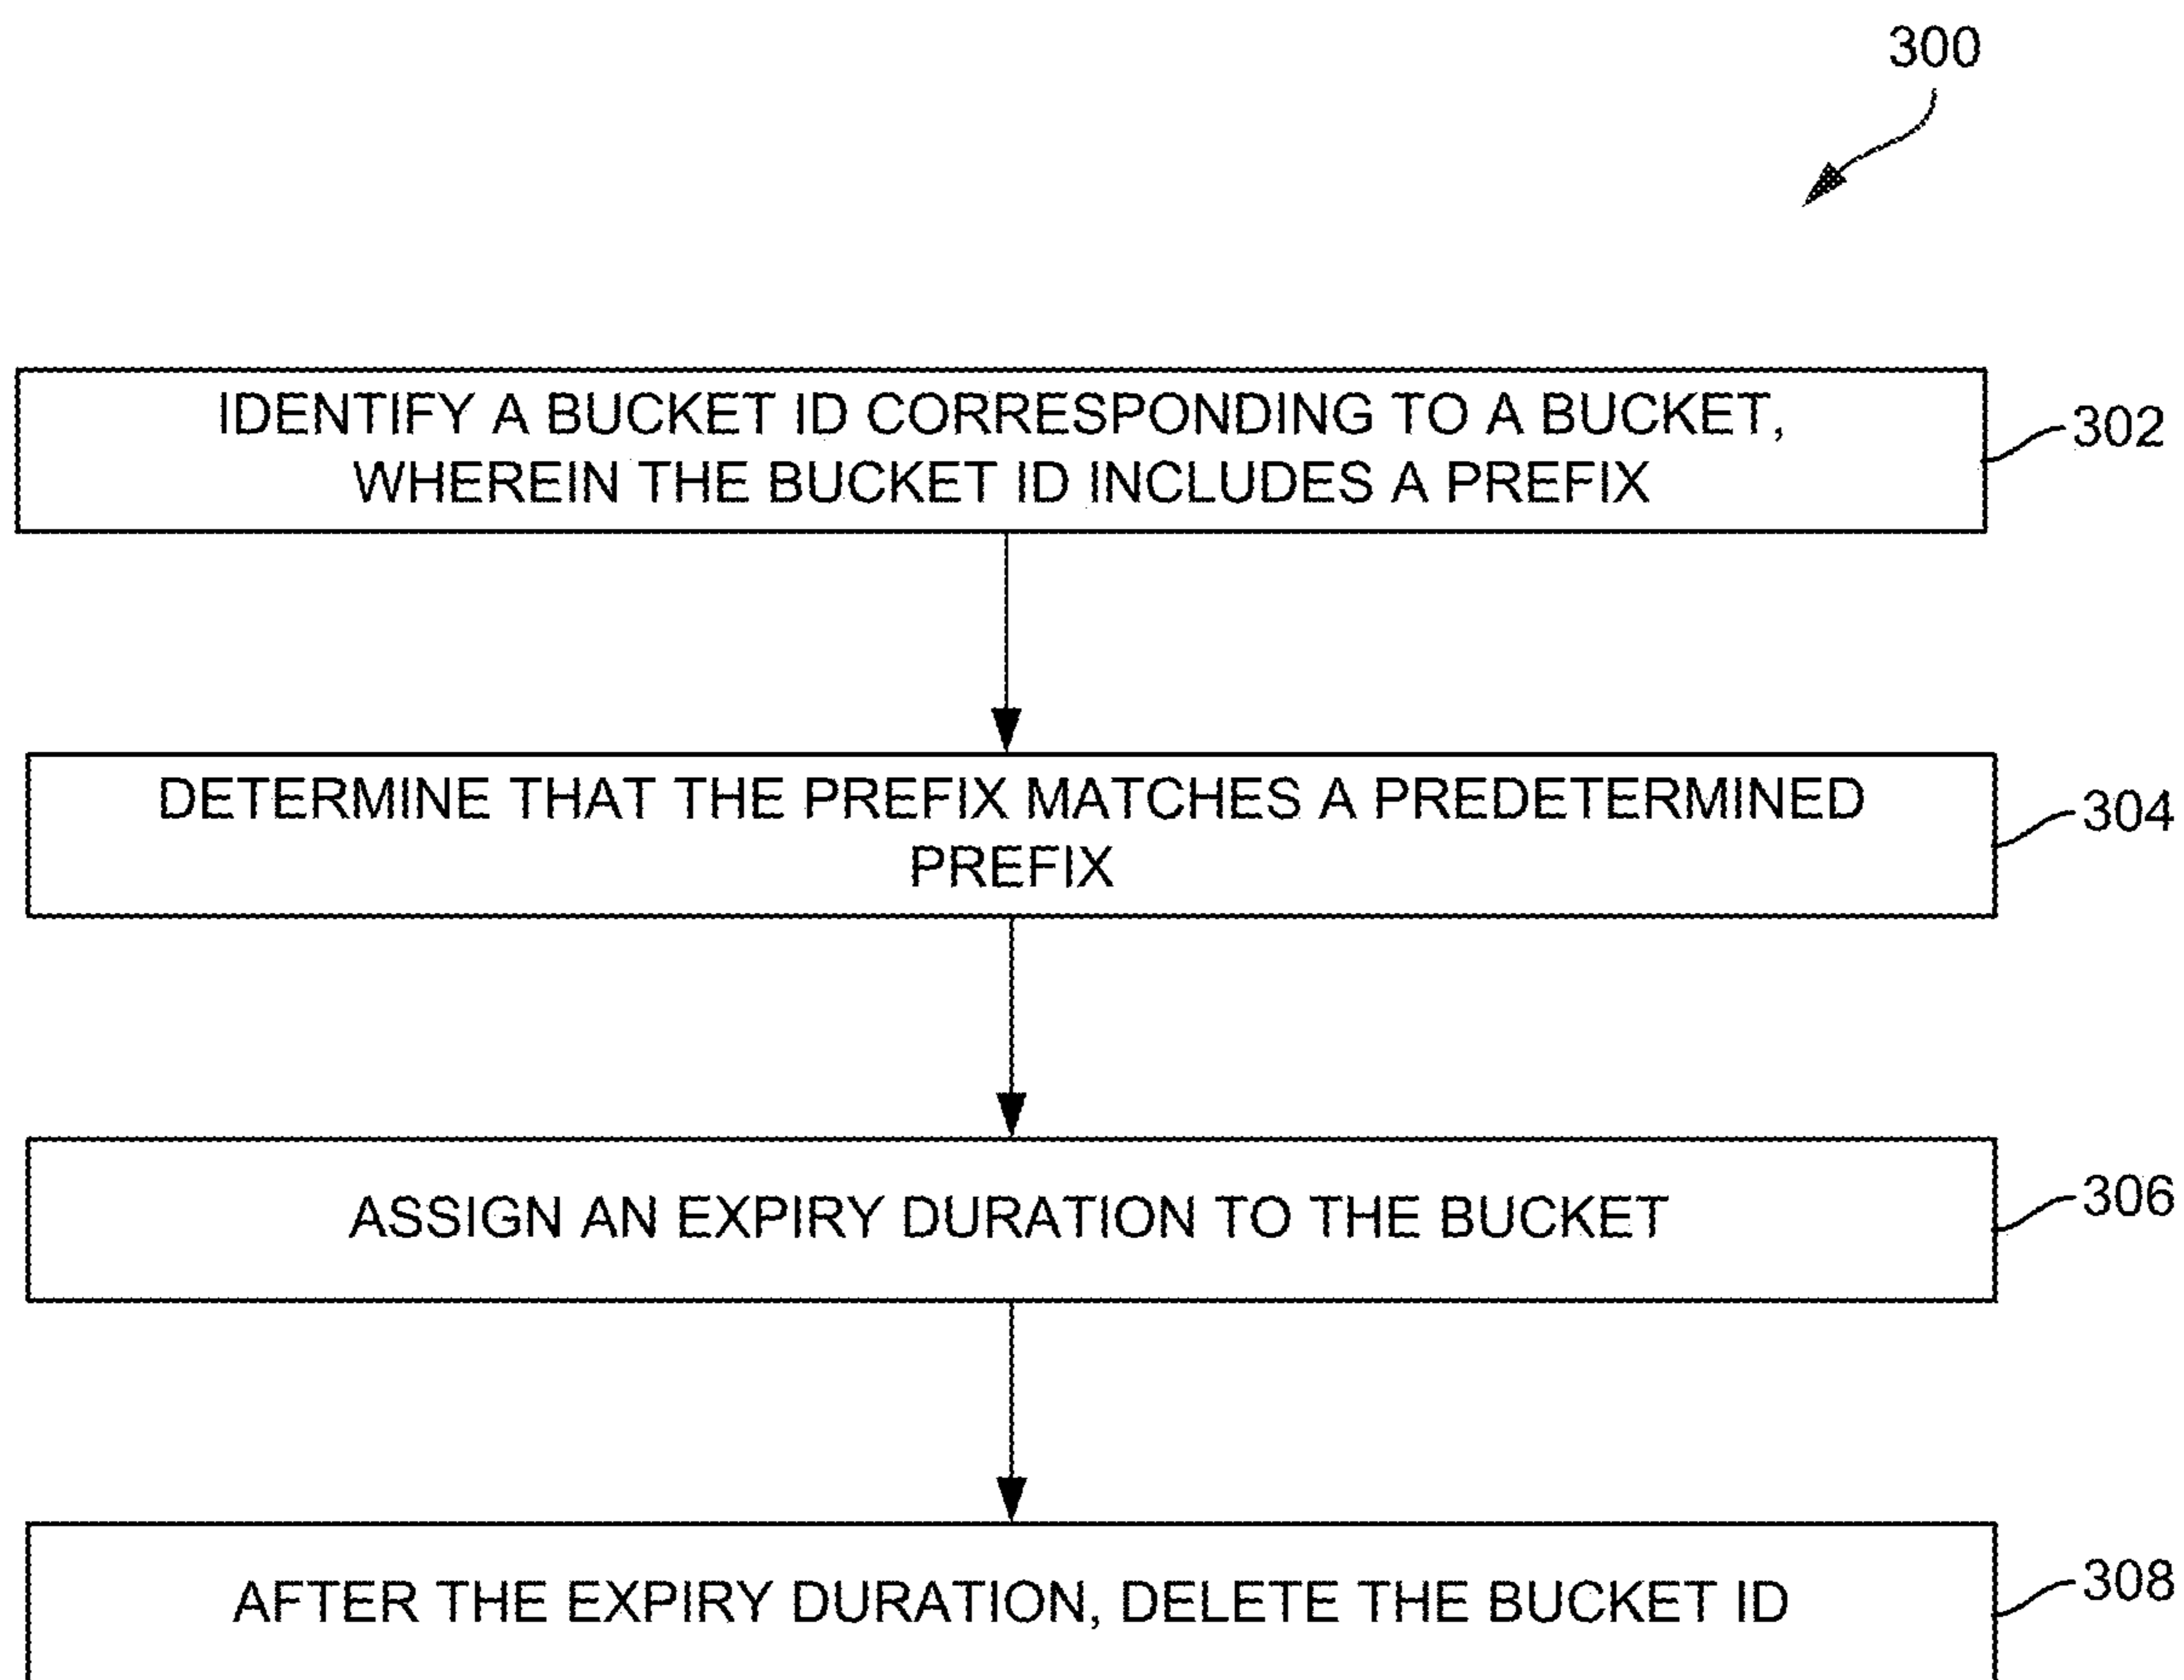 300
IDENTIFY A BUCKET ID CORRESPONDING TO A BUCKET,
WHEREIN THE BUCKET ID INCLUDES A PREFIX
302
DETERMINE THAT THE PREFIX MATCHES A PREDETERMINED
PREFIX
304
ASSIGN AN EXPIRY DURATION TO THE BUCKET
306
AFTER THE EXPIRY DURATION, DELETE THE BUCKET ID
308